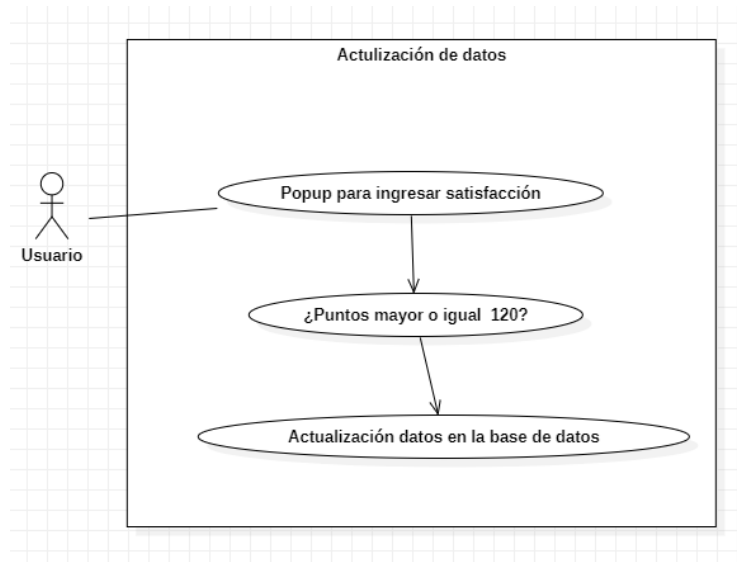 Actulización de datos
Popup para ingresar satisfacción
Usuario
¿Puntos mayor o igual  120?
Actualización datos en la base de datos